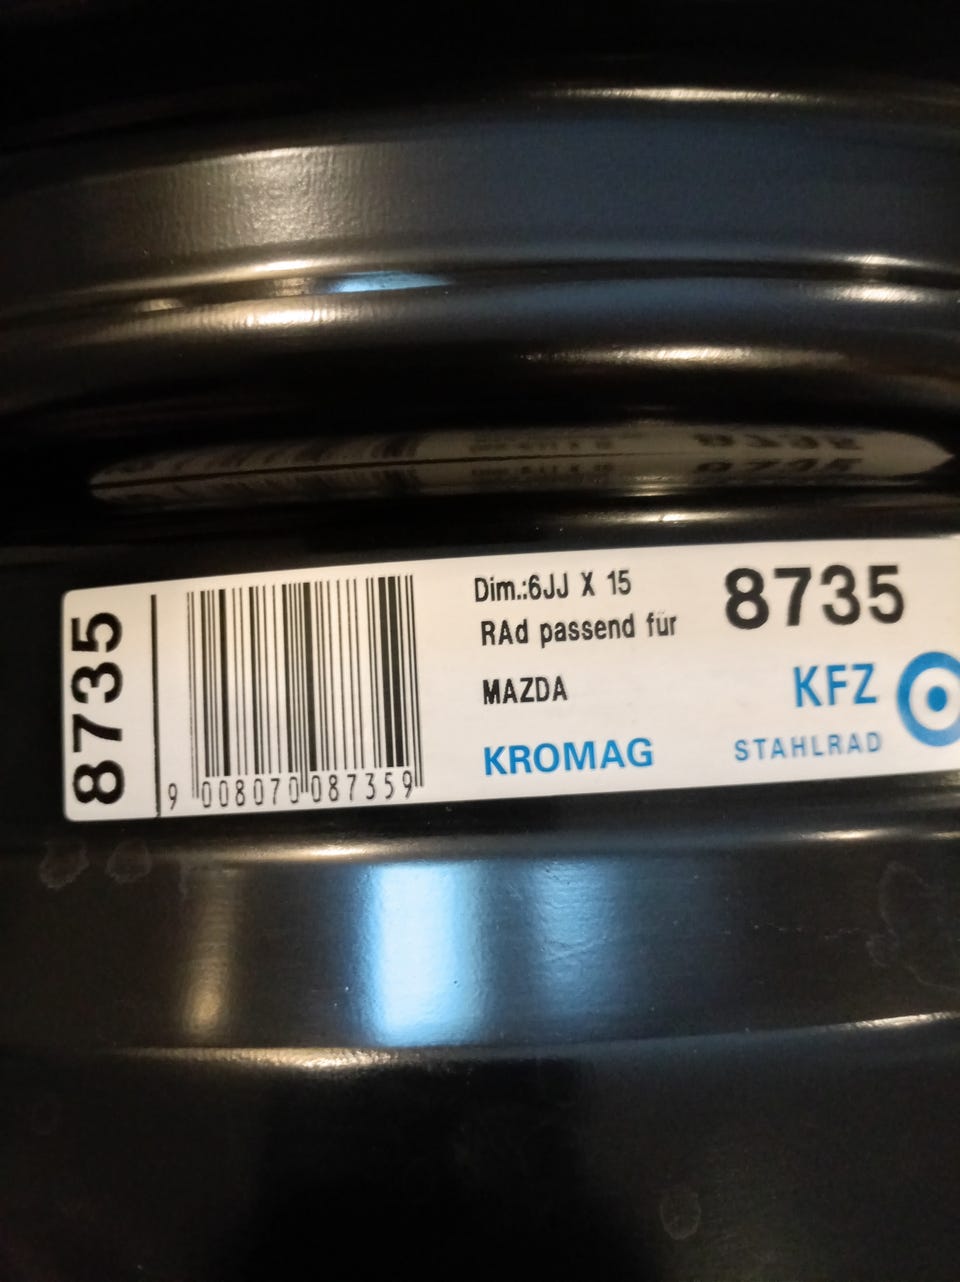 8735
9 008070 087359
Dim.:6JJ X 15
RAd passend für
MAZDA
KROMAG
8735
KFZ
STAHLRAD